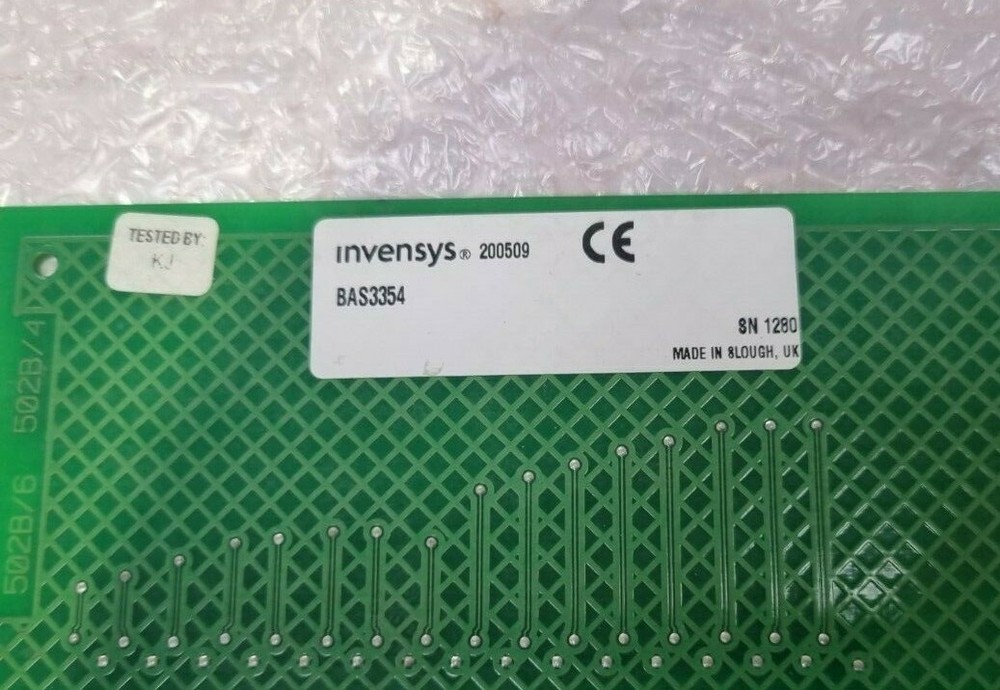 TESTED BY:
KJ
invensys® 200509
CE
BAS3354
SN 1280
MADE IN SLOUGH, UK
502B/4
502B/6